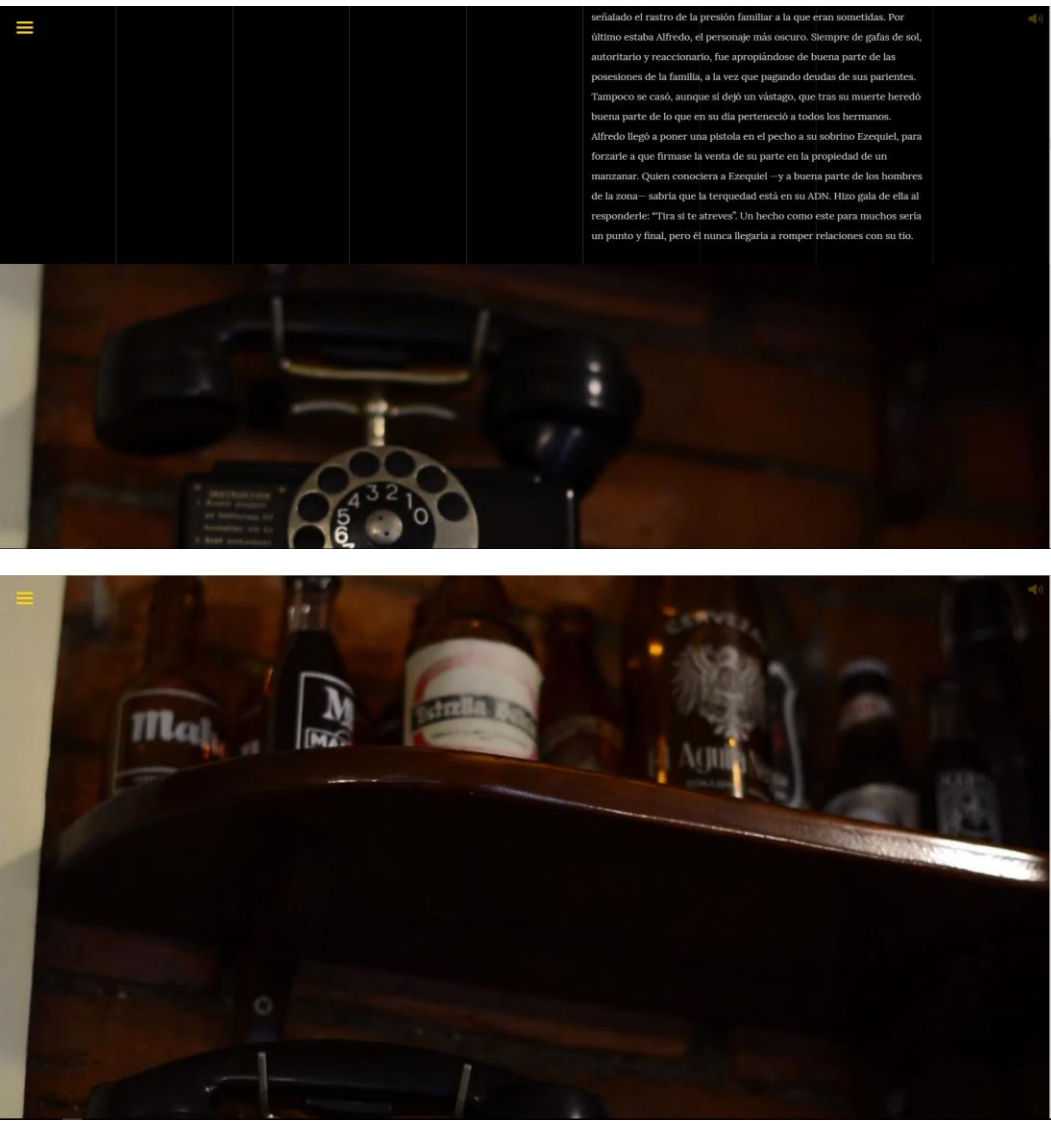 señalado el rastro de la presión familiar a la que eran sometidas. Por
último estaba Alfredo, el personaje más oscuro. Siempre de gafas de sol,
autoritario y reaccionario, fue apropiándose de buena parte de las
posesiones de la familia, a la vez que pagando deudas de sus parientes.
Tampoco se casó, aunque sí dejó un vástago, que tras su muerte heredó
buena parte de lo que en su día perteneció a todos los hermanos.
Alfredo llegó a poner una pistola en el pecho a su sobrino Ezequiel, para
forzarle a que firmase la venta de su parte en la propiedad de un
manzanar. Quien conociera a Ezequiel —y a buena parte de los hombres
de la zona— sabría que la terquedad está en su ADN. Hizo gala de ella al
responderle: “Tira si te atreves”. Un hecho como este para muchos sería
un punto y final, pero él nunca llegaría a romper relaciones con su tío.
4 3 2 1 0
5
6
CERVEZA
Mah
M
Estrella